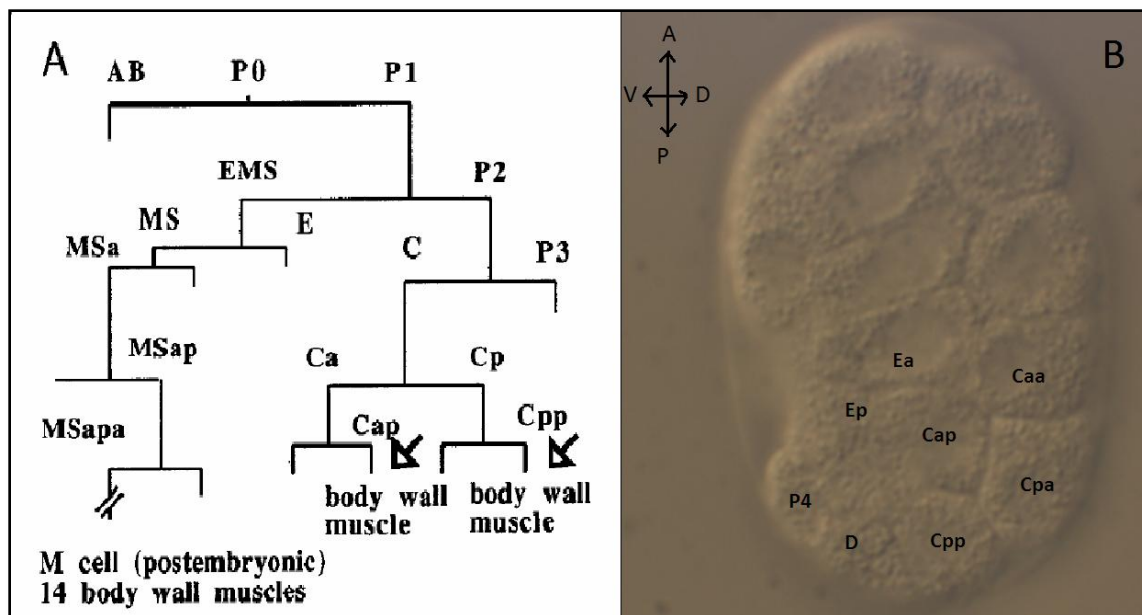 A
AB P0 P1
EMS P2
MS E
MSa C P3
MSap Ca Cp
MSapa Cap Cpp
body wall body wall
muscle muscle
M cell (postembryonic)
14 body wall muscles
B
A
V D
P
Ea Caa
Ep
Cap
Cpa
P4
D Cpp